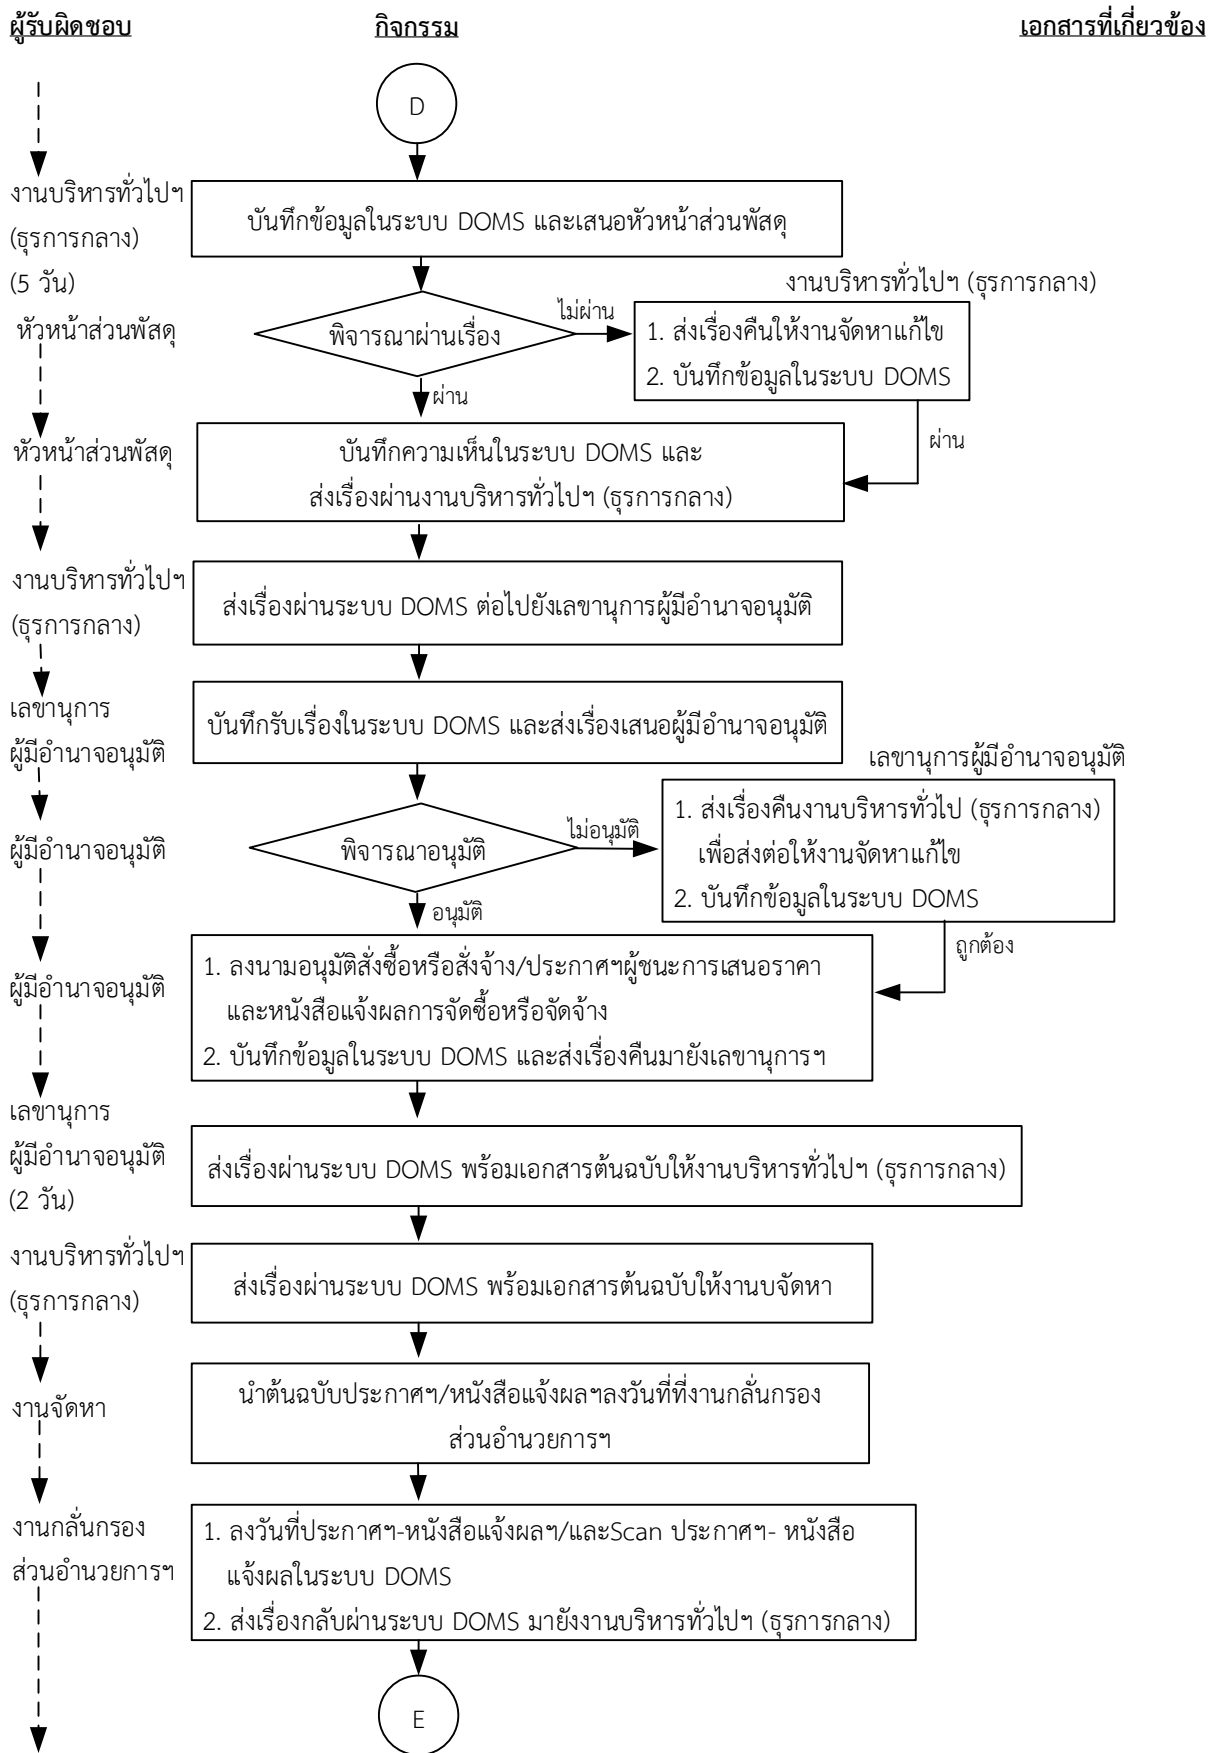 ผู้รับผิดชอบ
กิจกรรม
เอกสารที่เกี่ยวข้อง
D
งานบริหารทั่วไปฯ
(ธุรการกลาง)
(5 วัน)
บันทึกข้อมูลในระบบ DOMS และเสนอหัวหน้าส่วนพัสดุ
งานบริหารทั่วไปฯ (ธุรการกลาง)
หัวหน้าส่วนพัสดุ
พิจารณาผ่านเรื่อง
ไม่ผ่าน
1. ส่งเรื่องคืนให้งานจัดหาแก้ไข
2. บันทึกข้อมูลในระบบ DOMS
ผ่าน
ผ่าน
หัวหน้าส่วนพัสดุ
บันทึกความเห็นในระบบ DOMS และ
ส่งเรื่องผ่านงานบริหารทั่วไปฯ (ธุรการกลาง)
งานบริหารทั่วไปฯ
(ธุรการกลาง)
ส่งเรื่องผ่านระบบ DOMS ต่อไปยังเลขานุการผู้มีอำนาจอนุมัติ
เลขานุการ
ผู้มีอำนาจอนุมัติ
บันทึกรับเรื่องในระบบ DOMS และส่งเรื่องเสนอผู้มีอำนาจอนุมัติ
เลขานุการผู้มีอำนาจอนุมัติ
ผู้มีอำนาจอนุมัติ
พิจารณาอนุมัติ
ไม่อนุมัติ
1. ส่งเรื่องคืนงานบริหารทั่วไป (ธุรการกลาง)
เพื่อส่งต่อให้งานจัดหาแก้ไข
2. บันทึกข้อมูลในระบบ DOMS
อนุมัติ
ถูกต้อง
ผู้มีอำนาจอนุมัติ
1. ลงนามอนุมัติสั่งซื้อหรือสั่งจ้าง/ประกาศฯผู้ชนะการเสนอราคา
และหนังสือแจ้งผลการจัดซื้อหรือจัดจ้าง
2. บันทึกข้อมูลในระบบ DOMS และส่งเรื่องคืนมายังเลขานุการฯ
เลขานุการ
ผู้มีอำนาจอนุมัติ
(2 วัน)
ส่งเรื่องผ่านระบบ DOMS พร้อมเอกสารต้นฉบับให้งานบริหารทั่วไปฯ (ธุรการกลาง)
งานบริหารทั่วไปฯ
(ธุรการกลาง)
ส่งเรื่องผ่านระบบ DOMS พร้อมเอกสารต้นฉบับให้งานบจัดหา
งานจัดหา
นำต้นฉบับประกาศฯ/หนังสือแจ้งผลฯลงวันที่ที่งานกลั่นกรอง
ส่วนอำนวยการฯ
งานกลั่นกรอง
ส่วนอำนวยการฯ
1. ลงวันที่ประกาศฯ-หนังสือแจ้งผลฯ/และScan ประกาศฯ- หนังสือ
แจ้งผลในระบบ DOMS
2. ส่งเรื่องกลับผ่านระบบ DOMS มายังงานบริหารทั่วไปฯ (ธุรการกลาง)
E